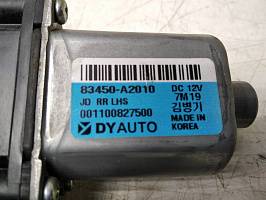 83450-A2010 DC 12V
JD RR LHS 7M19
001100827500 김병기
DYAUTO MADE IN
KOREA